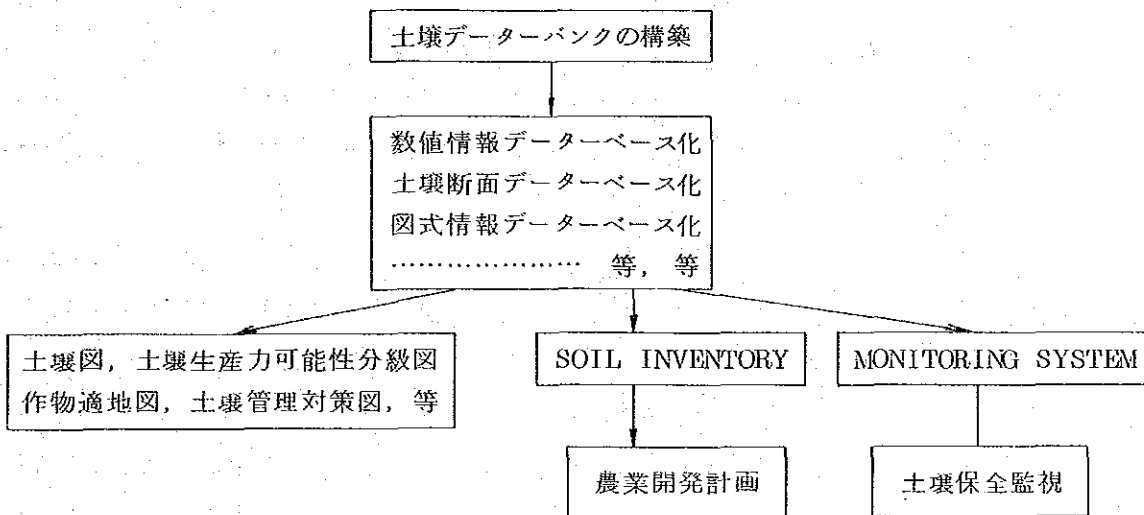 土壌データーバンクの構築
数値情報データーベース化
土壌断面データーベース化
図式情報データーベース化
………………… 等, 等
土壌図, 土壌生産力可能性分級図
作物適地図, 土壌管理対策図, 等
SOIL INVENTORY
MONITORING SYSTEM
農業開発計画
土壌保全監視